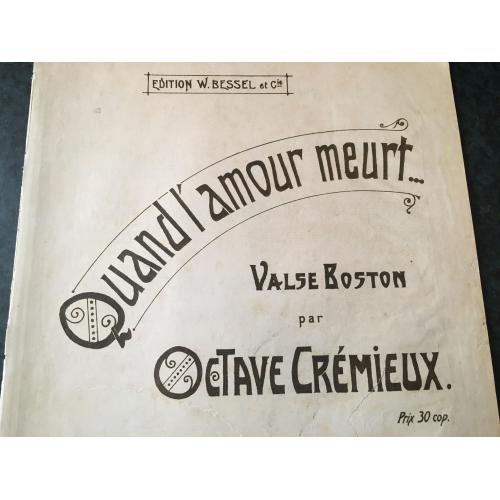 EDITION W. BESSEL et Cie
Quand l'amour meurt...
VALSE BOSTON
par
OCTAVE CRÉMIEUX.
Prix 30 cop.